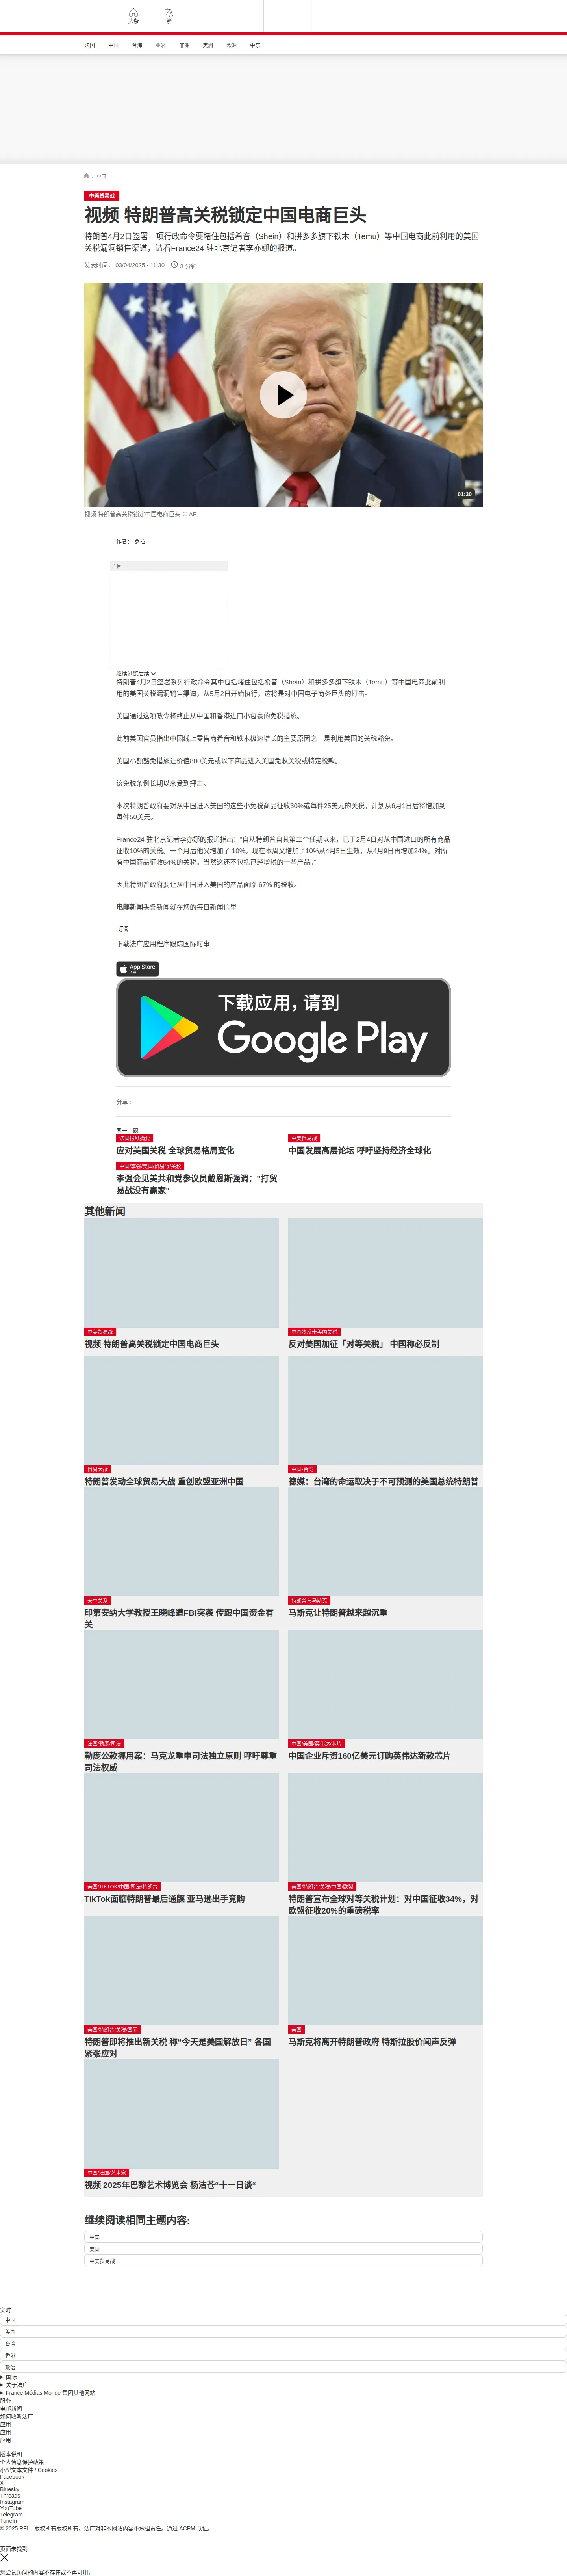 头条
繁
法国
中国
台海
亚洲
非洲
美洲
欧洲
中东
/ 中国
中美贸易战
视频 特朗普高关税锁定中国电商巨头
特朗普4月2日签署一项行政命令要堵住包括希音（Shein）和拼多多旗下铁木（Temu）等中国电商此前利用的美国
关税漏洞销售渠道，请看France24 驻北京记者李亦娜的报道。
发表时间： 03/04/2025 - 11:30
3 分钟
01:30
视频 特朗普高关税锁定中国电商巨头 © AP
作者： 罗拉
广告
继续浏览后续
特朗普4月2日签署系列行政命令其中包括堵住包括希音（Shein）和拼多多旗下铁木（Temu）等中国电商此前利
用的美国关税漏洞销售渠道，从5月2日开始执行，这将是对中国电子商务巨头的打击。
美国通过这项政令将终止从中国和香港进口小包裹的免税措施。
此前美国官员指出中国线上零售商希音和铁木极速增长的主要原因之一是利用美国的关税豁免。
美国小额豁免措施让价值800美元或以下商品进入美国免收关税或特定税款。
该免税条例长期以来受到抨击。
本次特朗普政府要对从中国进入美国的这些小免税商品征收30%或每件25美元的关税，计划从6月1日后将增加到
每件50美元。
France24 驻北京记者李亦娜的报道指出：“自从特朗普自其第二个任期以来，已于2月4日对从中国进口的所有商品
征收10%的关税。一个月后他又增加了 10%。现在本周又增加了10%从4月5日生效，从4月9日再增加24%。对所
有中国商品征收54%的关税。当然这还不包括已经增税的一些产品。”
因此特朗普政府要让从中国进入美国的产品面临 67% 的税收。
电邮新闻头条新闻就在您的每日新闻信里
订阅
下载法广应用程序跟踪国际时事
App Store
下载
下载应用，请到
Google Play
分享 :
同一主题
法国报纸摘要
应对美国关税 全球贸易格局变化
中美贸易战
中国发展高层论坛 呼吁坚持经济全球化
中国/李强/美国/贸易战/关税
李强会见美共和党参议员戴恩斯强调："打贸
易战没有赢家"
其他新闻
中美贸易战
视频 特朗普高关税锁定中国电商巨头
中国将反击美国关税
反对美国加征「对等关税」 中国称必反制
贸易大战
特朗普发动全球贸易大战 重创欧盟亚洲中国
中国-台湾
德媒：台湾的命运取决于不可预测的美国总统特朗普
美中关系
印第安纳大学教授王晓峰遭FBI突袭 传跟中国资金有
关
特朗普与马斯克
马斯克让特朗普越来越沉重
法国/勒庞/司法
勒庞公款挪用案：马克龙重申司法独立原则 呼吁尊重
司法权威
中国/美国/英伟达/芯片
中国企业斥资160亿美元订购英伟达新款芯片
美国/TIKTOK/中国/司法/特朗普
TikTok面临特朗普最后通牒 亚马逊出手竞购
美国/特朗普/关税/中国/欧盟
特朗普宣布全球对等关税计划：对中国征收34%，对
欧盟征收20%的重磅税率
美国/特朗普/关税/国际
特朗普即将推出新关税 称“今天是美国解放日” 各国
紧张应对
美国
马斯克将离开特朗普政府 特斯拉股价闻声反弹
中国/法国/艺术家
视频 2025年巴黎艺术博览会 杨洁苍“十一日谈“
继续阅读相同主题内容:
中国
美国
中美贸易战
实时
中国
美国
台湾
香港
政治
国际
关于法广
France Médias Monde 集团其他网站
服务
电邮新闻
如何收听法广
应用
应用
应用
版本说明
个人信息保护政策
小型文本文件 / Cookies
Facebook
X
Bluesky
Threads
Instagram
YouTube
Telegram
TuneIn
© 2025 RFI – 版权所有版权所有。法广对非本网站内容不承担责任。通过 ACPM 认证。
页面未找到
您尝试访问的内容不存在或不再可用。